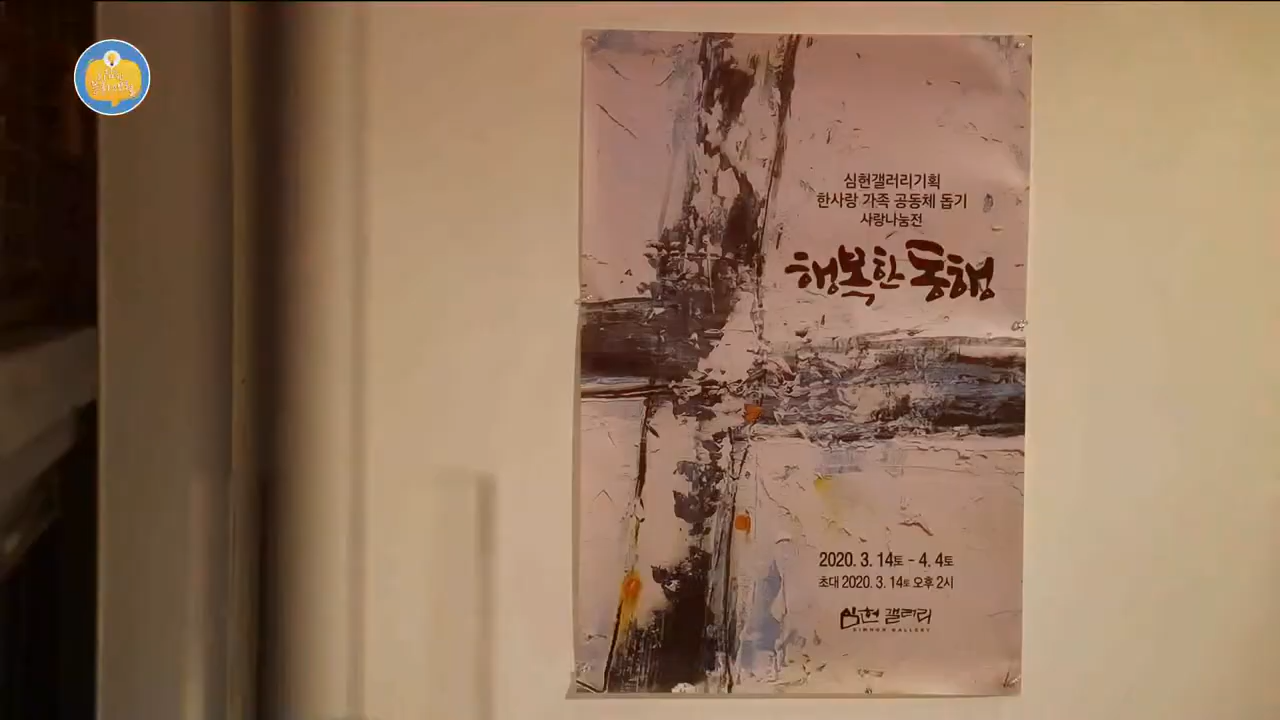 심헌갤러리기획
한사랑 가족 공동체 돕기
사랑나눔전
행복한 동행
2020. 3. 14토 - 4. 4토
초대 2020. 3. 14토 오후 2시
심헌 갤러리
SIMHUN GALLERY